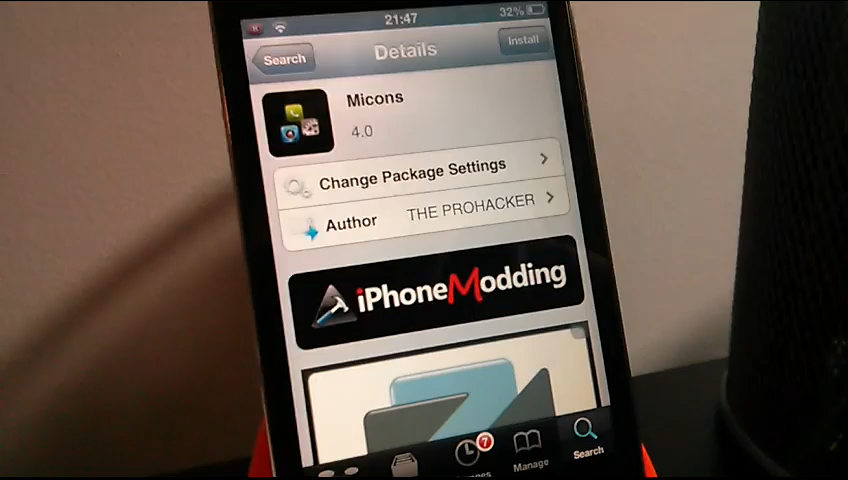 21:47
32%
Search
Details
Install
Micons
4.0
Change Package Settings
Author
THE PROHACKER
iPhoneModding
7
Manage
Search